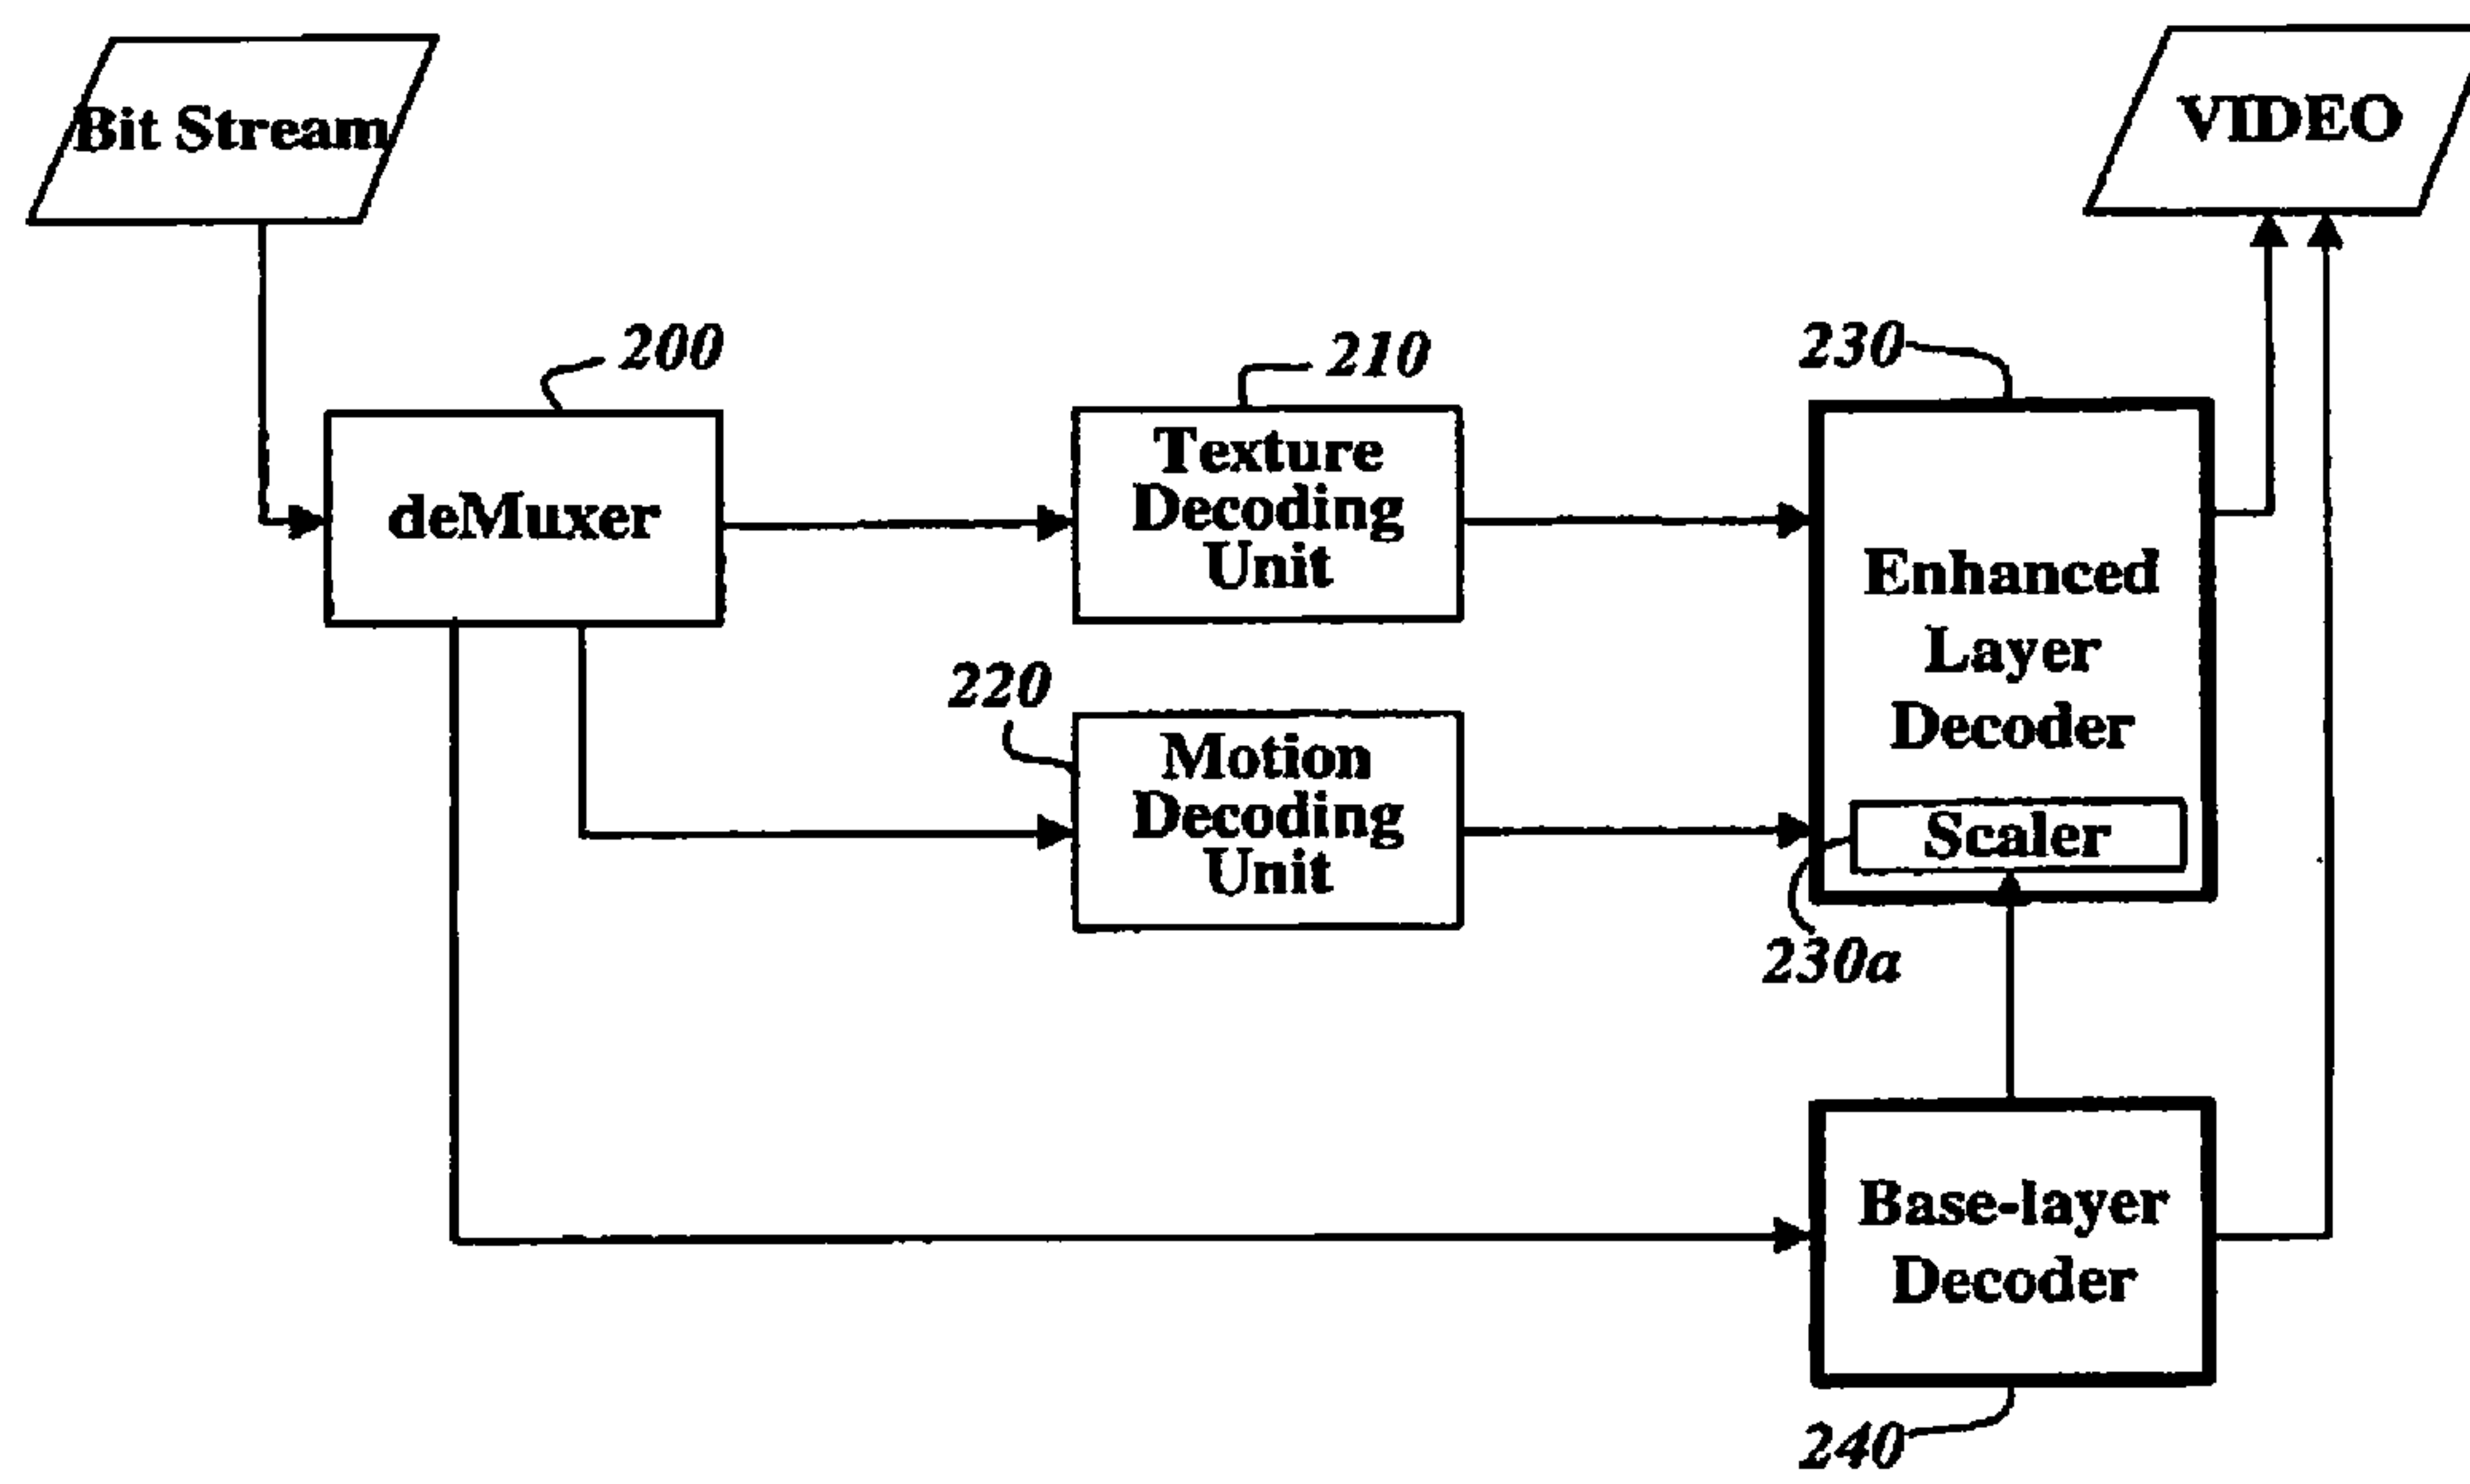 Bit Stream
VIDEO
200
210
230
deMuxer
Texture
Decoding
Unit
Enhanced
Layer
Decoder
220
Motion
Decoding
Unit
Scaler
230a
Base-layer
Decoder
240